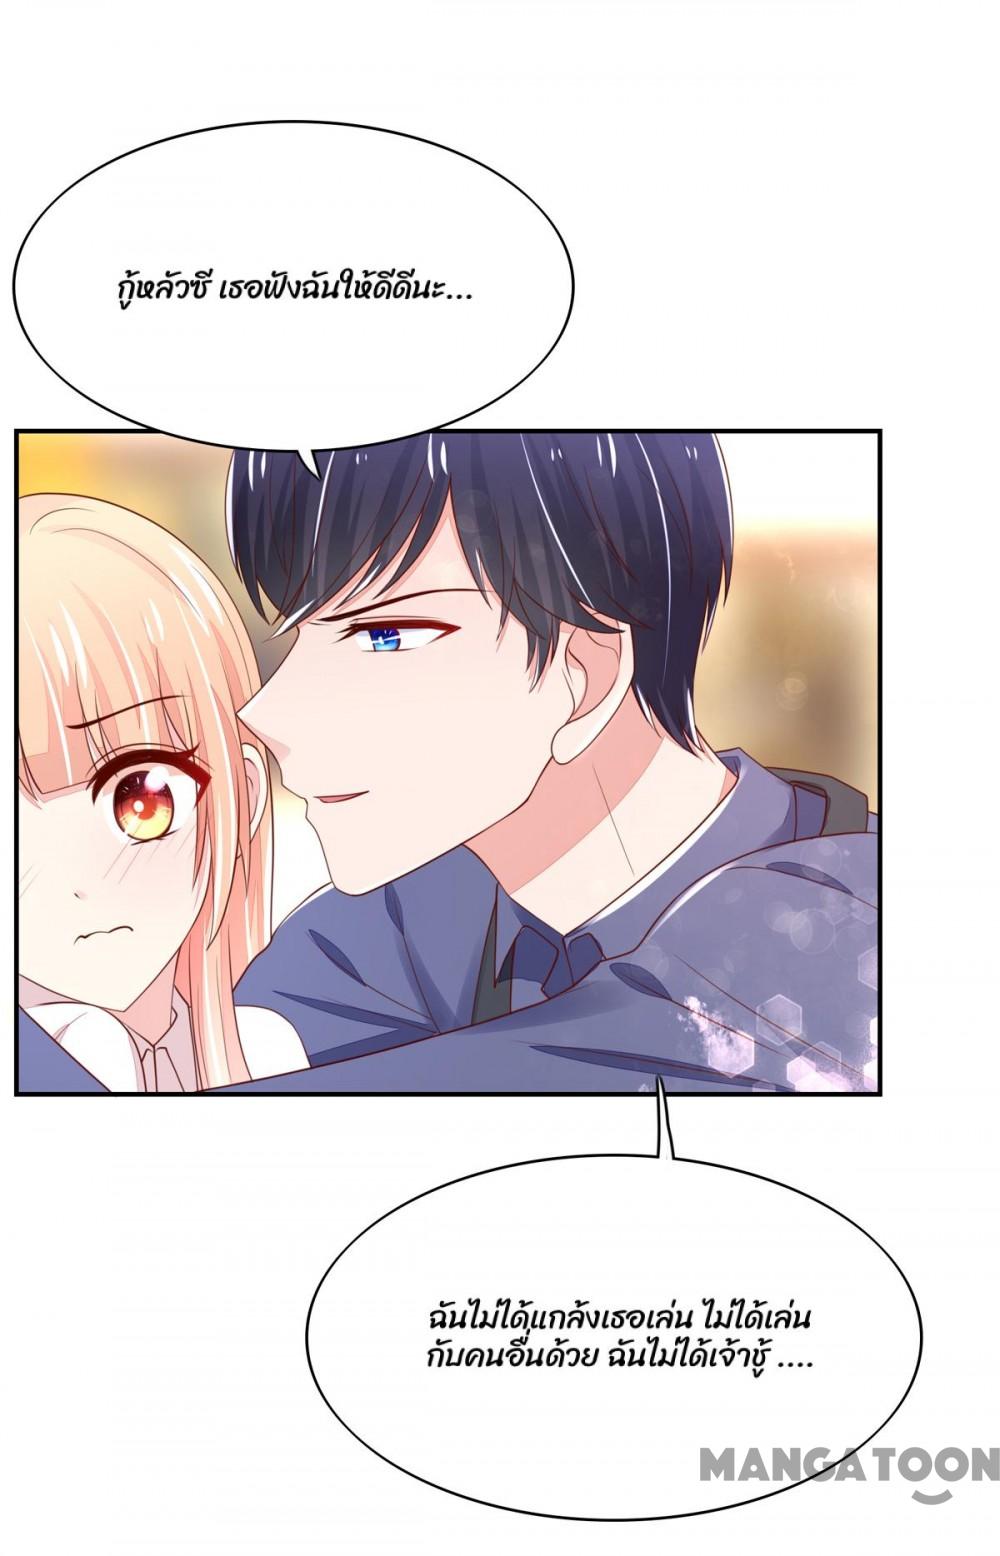 กู้หลัวซี เธอฟังฉันให้ดีดีนะ...
ฉันไม่ได้แกล้งเธอเล่น ไม่ได้เล่น
กับคนอื่นด้วย ฉันไม่ได้เจ้าชู้ ....
MANGATOON